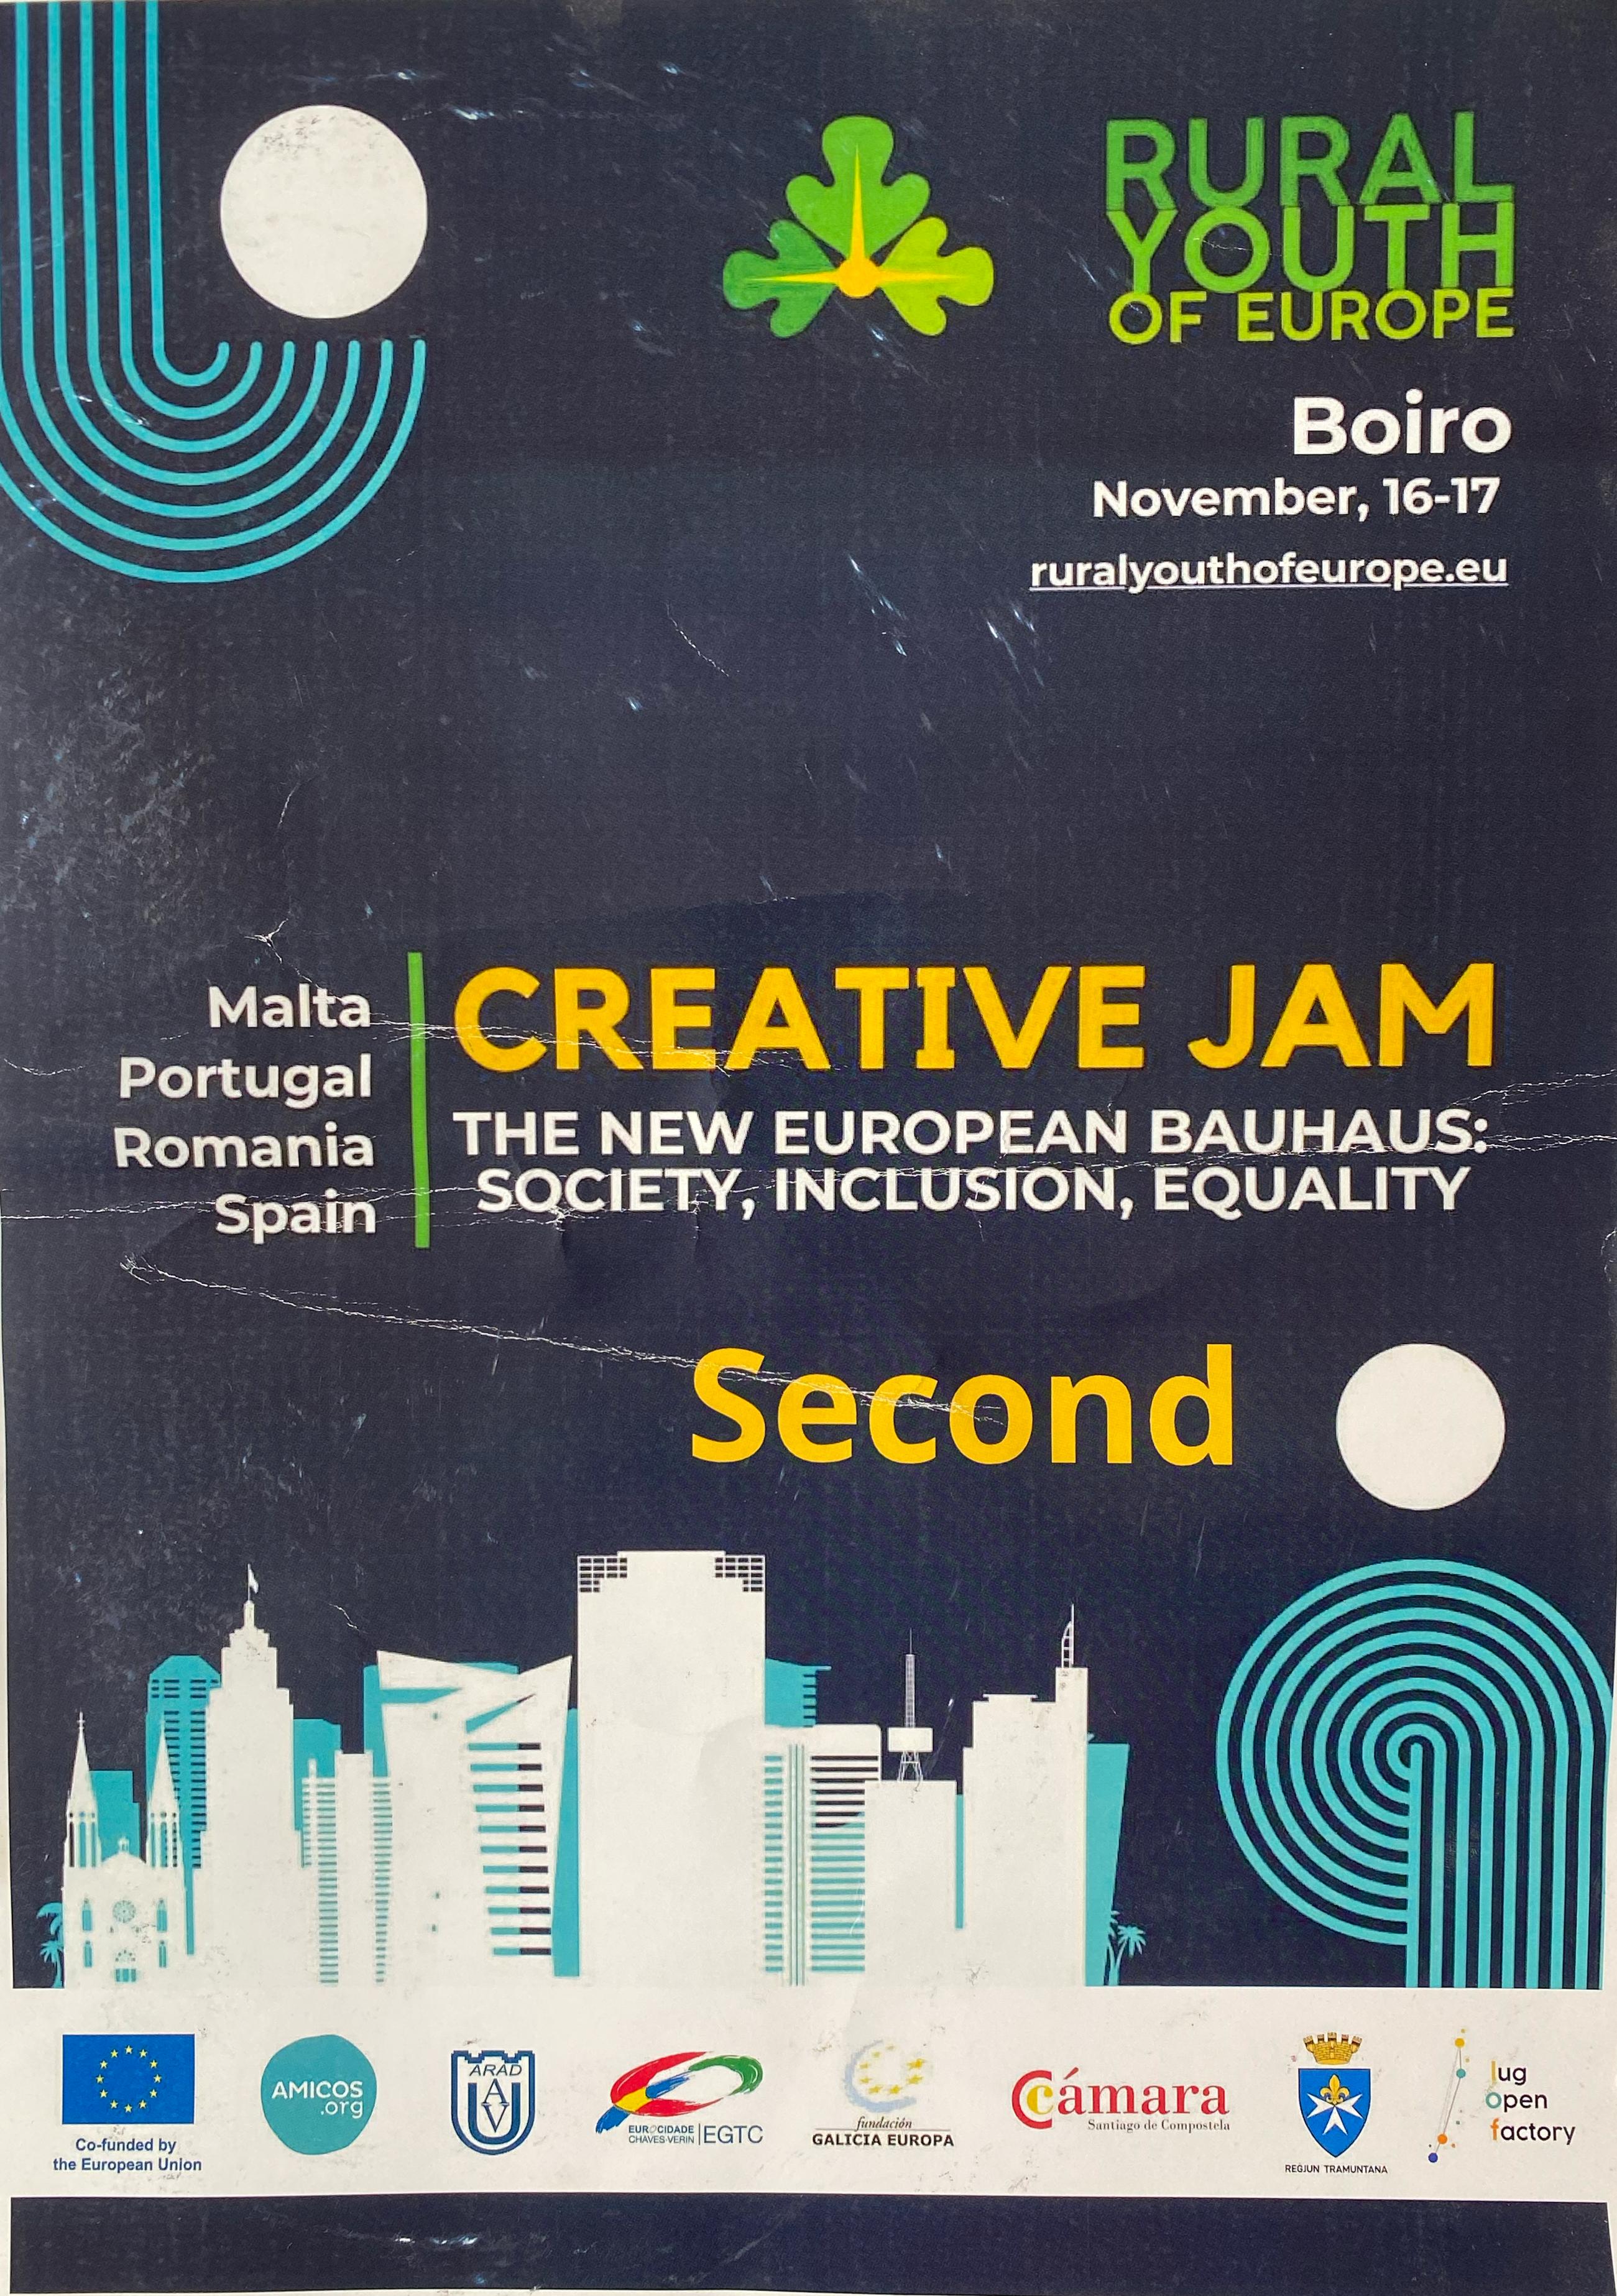 RURAL
YOUTH
OF EUROPE
Boiro
November, 16-17
ruralyouthofeurope.eu
Malta
Portugal
Romania
Spain
CREATIVE JAM
THE NEW EUROPEAN BAUHAUS:
SOCIETY, INCLUSION, EQUALITY
Second
Co-funded by
the European Union
AMICOS
.org
ARAD
UAV
EUROCIDADE
CHAVES-VERIN | EGTC
fundación
GALICIA EUROPA
Cámara
Santiago de Compostela
REĠJUN TRAMUNTANA
lug
open
factory